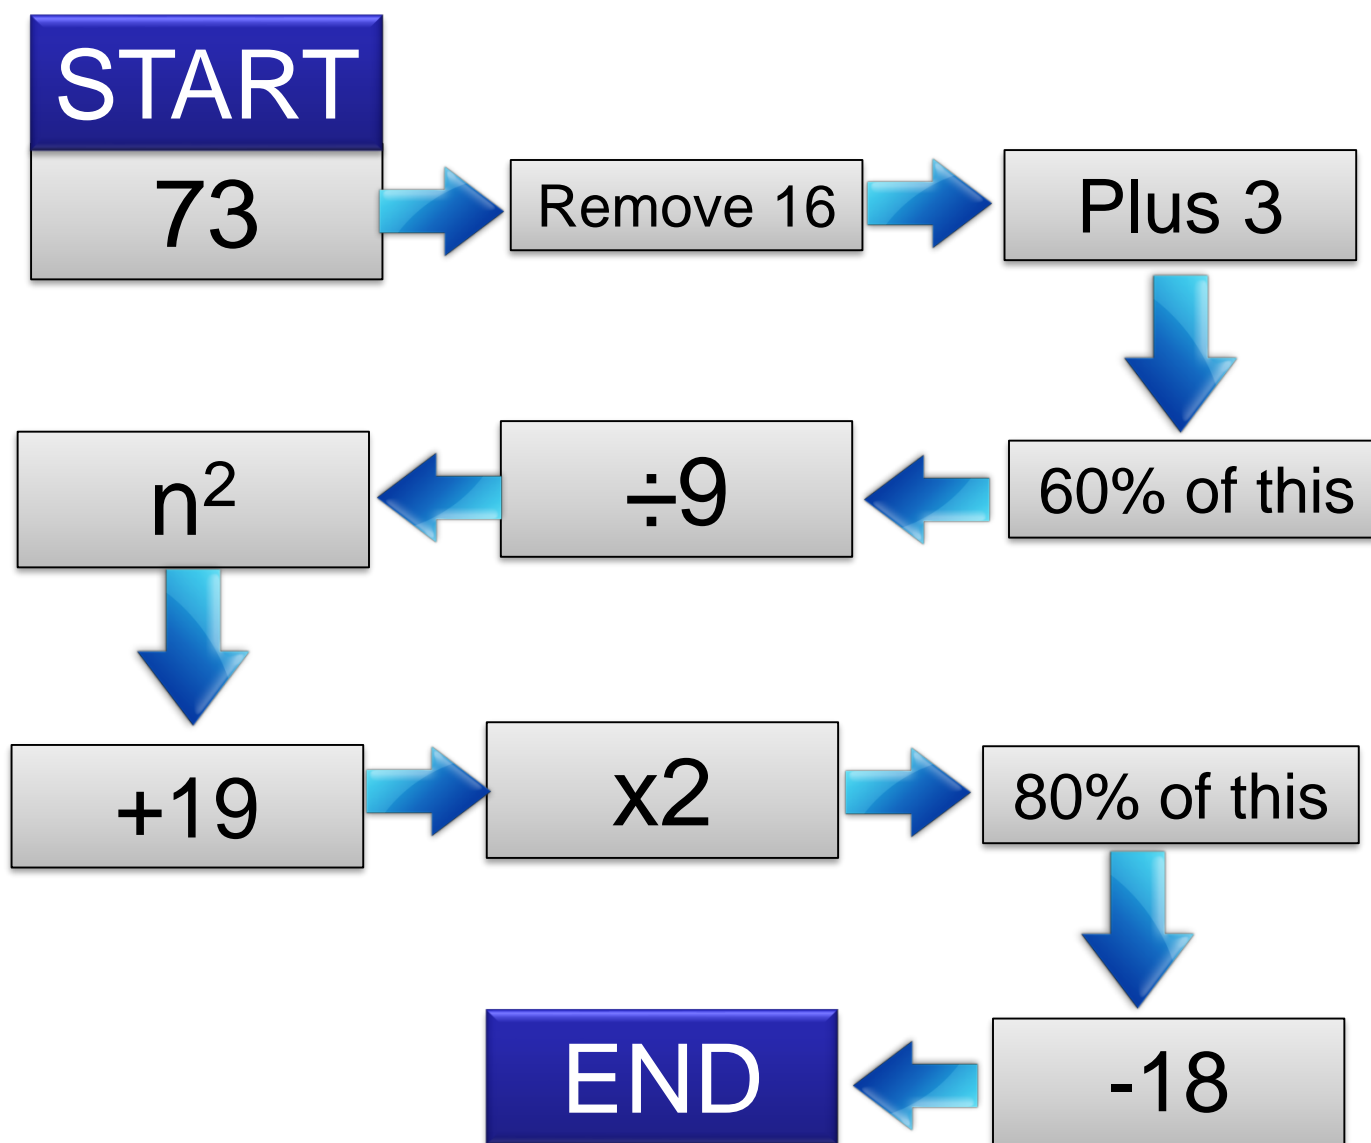 START
73
Remove 16
Plus 3
60% of this
÷9
n²
+19
x2
80% of this
-18
END